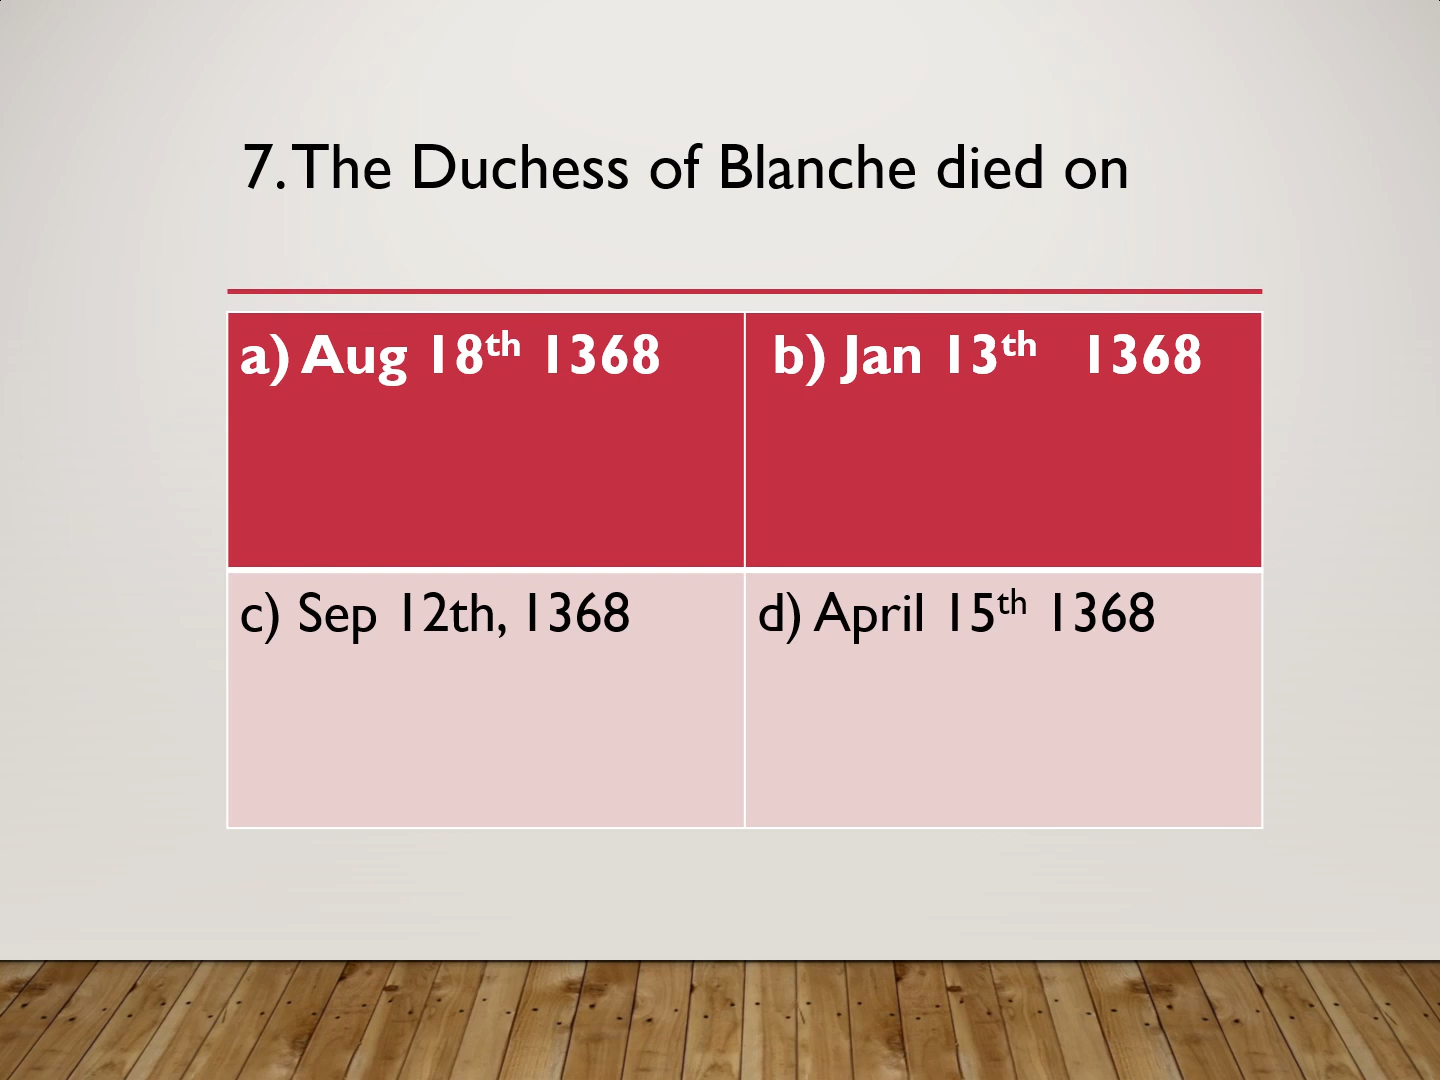 7. The Duchess of Blanche died on
a) Aug 18th 1368
b) Jan 13th 1368
c) Sep 12th, 1368
d) April 15th 1368